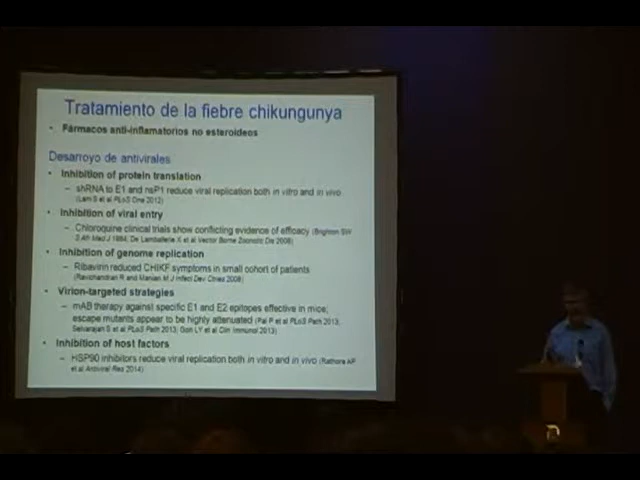 Tratamiento de la fiebre chikungunya
• Fármacos anti-inflamatorios no esteroideos
Desarroyo de antivirales
• Inhibition of protein translation
– shRNA to E1 and nsP1 reduce viral replication both in vitro and in vivo
(Lam S et al PLoS One 2012)
• Inhibition of viral entry
– Chloroquine clinical trials show conflicting evidence of efficacy (Brighton SW
S Afr Med J 1984; De Lamballerie X et al Vector Borne Zoonotic Dis 2008)
• Inhibition of genome replication
– Ribavirin reduced CHIKF symptoms in small cohort of patients
(Ravichandran R and Manian M J Infect Dev Ctries 2008)
• Virion-targeted strategies
– mAB therapy against specific E1 and E2 epitopes effective in mice;
escape mutants appear to be highly attenuated (Pal P et al PLoS Path 2013;
Selvarajah S et al PLoS Path 2013; Goh LY et al Clin Immunol 2013)
• Inhibition of host factors
– HSP90 inhibitors reduce viral replication both in vitro and in vivo (Rathore AP
et al Antiviral Res 2014)